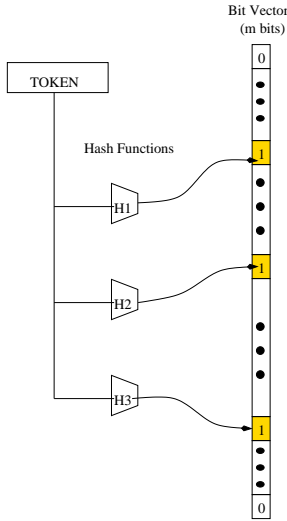 Bit Vector
(m bits)
0
TOKEN
Hash Functions
1
H1
1
H2
H3
1
0